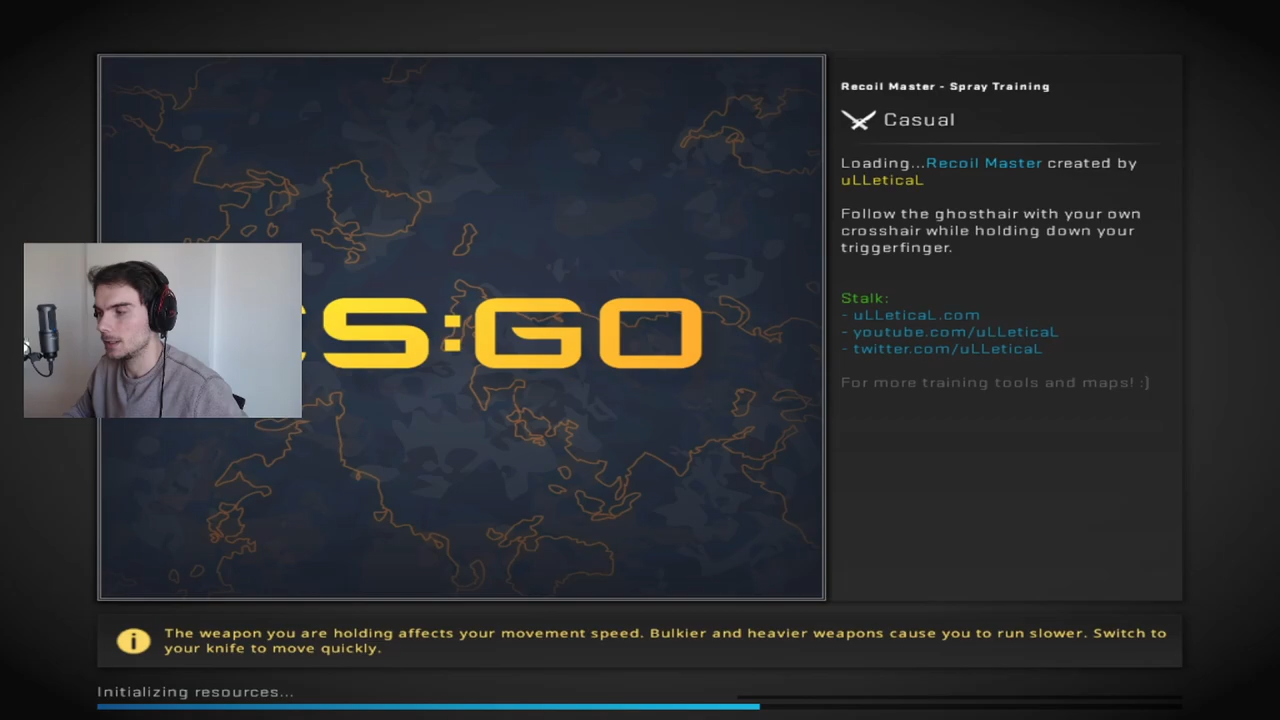 Recoil Master - Spray Training
Casual
Loading...Recoil Master created by
uLLeticaL
Follow the ghosthair with your own
crosshair while holding down your
triggerfinger.
Stalk:
- uLLeticaL.com
- youtube.com/uLLeticaL
- twitter.com/uLLeticaL
For more training tools and maps! :)
S:GO
The weapon you are holding affects your movement speed. Bulkier and heavier weapons cause you to run slower. Switch to
your knife to move quickly.
Initializing resources...